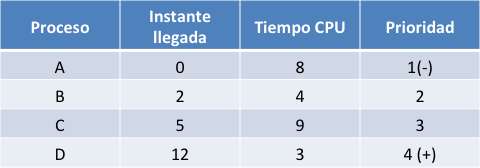 Proceso Instante llegada Tiempo CPU Prioridad
A 0 8 1(-)
B 2 4 2
C 5 9 3
D 12 3 4 (+)